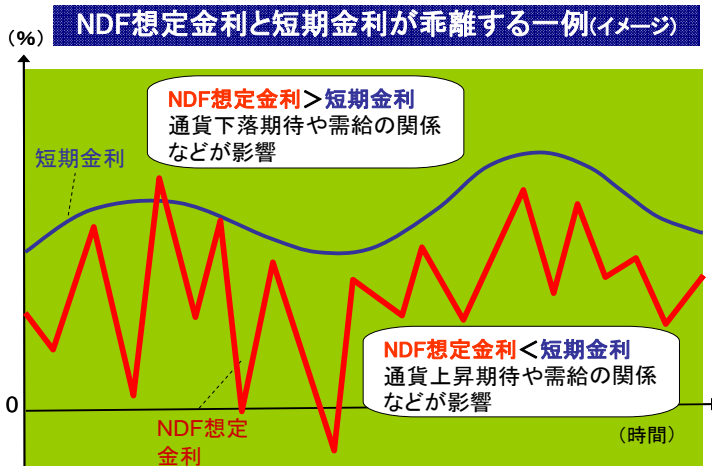 NDF想定金利と短期金利が乖離する一例(イメージ)
(%)
NDF想定金利>短期金利
通貨下落期待や需給の関係
などが影響
短期金利
NDF想定金利<短期金利
通貨上昇期待や需給の関係
などが影響
0
NDF想定
金利
(時間)